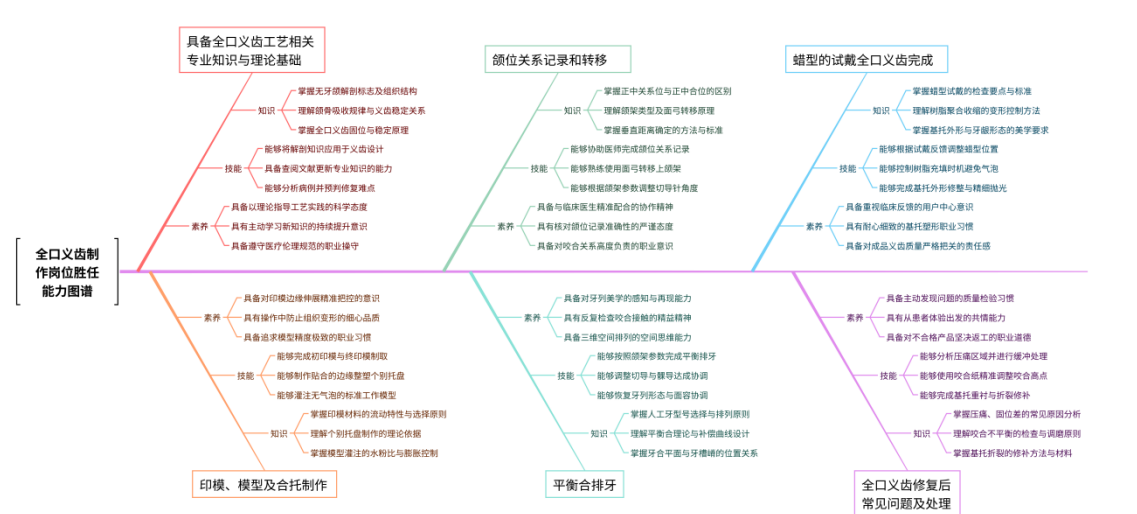 全口义齿制
作岗位胜任
能力图谱
具备全口义齿工艺相关
专业知识与理论基础
知识
掌握无牙颌解剖标志及组织结构
理解颌骨吸收规律与义齿稳定关系
掌握全口义齿固位与稳定原理
技能
能够将解剖知识应用于义齿设计
具备查阅文献更新专业知识的能力
能够分析病例并预判修复难点
素养
具备以理论指导工艺实践的科学态度
具有主动学习新知识的持续提升意识
具备遵守医疗伦理规范的职业操守
颌位关系记录和转移
知识
掌握正中关系位与正中合位的区别
理解颌架类型及面弓转移原理
掌握垂直距离确定的方法与标准
技能
能够协助医师完成颌位关系记录
能够熟练使用面弓转移上颌架
能够根据颌架参数调整切导针角度
素养
具备与临床医生精准配合的协作精神
具有核对颌位记录准确性的严谨态度
具备对咬合关系高度负责的职业意识
蜡型的试戴全口义齿完成
知识
掌握蜡型试戴的检查要点与标准
理解树脂聚合收缩的变形控制方法
掌握基托外形与牙龈形态的美学要求
技能
能够根据试戴反馈调整蜡型位置
能够控制树脂充填时机避免气泡
能够完成基托外形修整与精细抛光
素养
具备重视临床反馈的用户中心意识
具有耐心细致的基托塑形职业习惯
具备对成品义齿质量严格把关的责任感
素养
具备对印模边缘伸展精准把控的意识
具有操作中防止组织变形的细心品质
具备追求模型精度极致的职业习惯
技能
能够完成初印模与终印模制取
能够制作贴合的边缘整塑个别托盘
能够灌注无气泡的标准工作模型
知识
掌握印模材料的流动特性与选择原则
理解个别托盘制作的理论依据
掌握模型灌注的水粉比与膨胀控制
印模、模型及合托制作
素养
具备对牙列美学的感知与再现能力
具有反复检查咬合接触的精益精神
具备三维空间排列的空间思维能力
技能
能够按照颌架参数完成平衡排牙
能够调整切导与髁导达成协调
能够恢复牙列形态与面容协调
知识
掌握人工牙型号选择与排列原则
理解平衡合理论与补偿曲线设计
掌握牙合平面与牙槽嵴的位置关系
平衡合排牙
素养
具备主动发现问题的质量检验习惯
具有从患者体验出发的共情能力
具备对不合格产品坚决返工的职业道德
技能
能够分析压痛区域并进行缓冲处理
能够使用咬合纸精准调整咬合高点
能够完成基托重衬与折裂修补
知识
掌握压痛、固位差的常见原因分析
理解咬合不平衡的检查与调磨原则
掌握基托折裂的修补方法与材料
全口义齿修复后
常见问题及处理